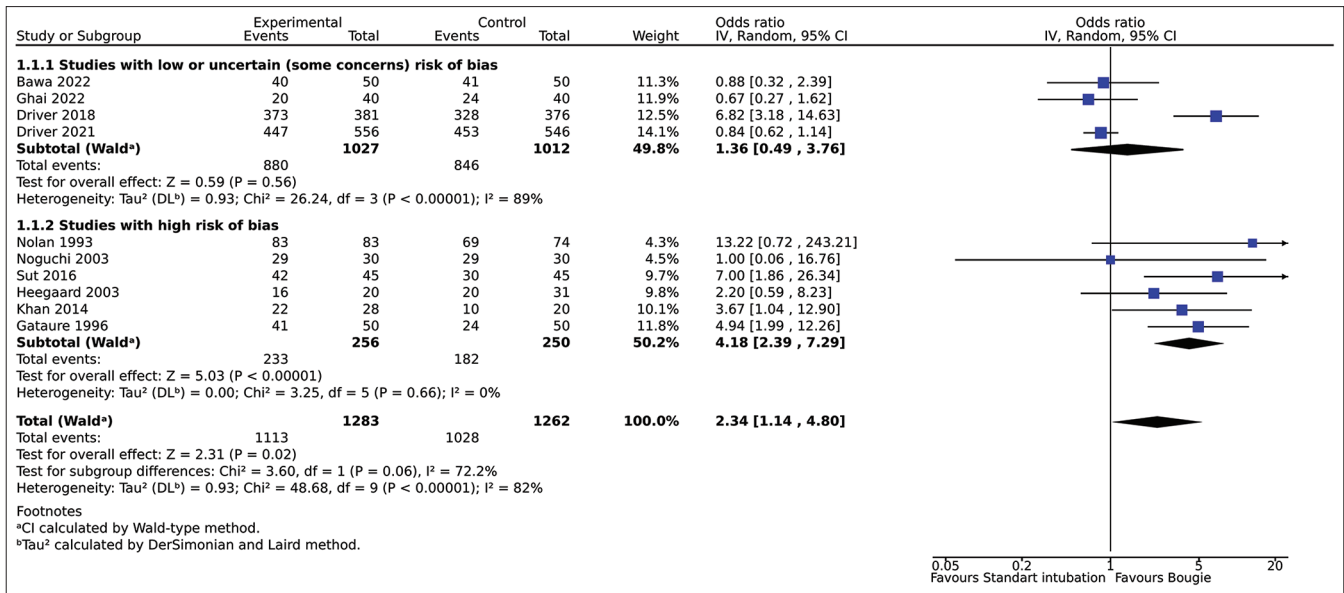 Experimental Control Odds ratio Odds ratio
Study or Subgroup Events Total Events Total Weight IV, Random, 95% CI IV, Random, 95% CI
1.1.1 Studies with low or uncertain (some concerns) risk of bias
Bawa 2022 40 50 41 50 11.3% 0.88 [0.32 , 2.39]
Ghai 2022 20 40 24 40 11.9% 0.67 [0.27 , 1.62]
Driver 2018 373 381 328 376 12.5% 6.82 [3.18 , 14.63]
Driver 2021 447 556 453 546 14.1% 0.84 [0.62 , 1.14]
Subtotal (Waldᵃ) 1027 1012 49.8% 1.36 [0.49 , 3.76]
Total events: 880 846
Test for overall effect: Z = 0.59 (P = 0.56)
Heterogeneity: Tau² (DLᵇ) = 0.93; Chi² = 26.24, df = 3 (P < 0.00001); I² = 89%
1.1.2 Studies with high risk of bias
Nolan 1993 83 83 69 74 4.3% 13.22 [0.72 , 243.21]
Noguchi 2003 29 30 29 30 4.5% 1.00 [0.06 , 16.76]
Sut 2016 42 45 30 45 9.7% 7.00 [1.86 , 26.34]
Heegaard 2003 16 20 20 31 9.8% 2.20 [0.59 , 8.23]
Khan 2014 22 28 10 20 10.1% 3.67 [1.04 , 12.90]
Gataure 1996 41 50 24 50 11.8% 4.94 [1.99 , 12.26]
Subtotal (Waldᵃ) 256 250 50.2% 4.18 [2.39 , 7.29]
Total events: 233 182
Test for overall effect: Z = 5.03 (P < 0.00001)
Heterogeneity: Tau² (DLᵇ) = 0.00; Chi² = 3.25, df = 5 (P = 0.66); I² = 0%
Total (Waldᵃ) 1283 1262 100.0% 2.34 [1.14 , 4.80]
Total events: 1113 1028
Test for overall effect: Z = 2.31 (P = 0.02)
Test for subgroup differences: Chi² = 3.60, df = 1 (P = 0.06), I² = 72.2%
Heterogeneity: Tau² (DLᵇ) = 0.93; Chi² = 48.68, df = 9 (P < 0.00001); I² = 82%
Footnotes
ᵃCI calculated by Wald-type method.
ᵇTau² calculated by DerSimonian and Laird method.
0.05 0.2 1 5 20
Favours Standart intubation Favours Bougie